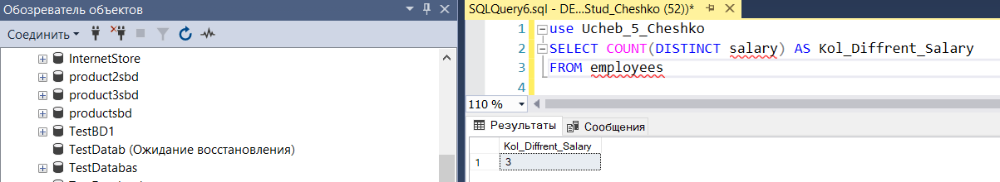 Обозреватель объектов
Соединить
InternetStore
product2sbd
product3sbd
productsbd
TestBD1
TestDatab (Ожидание восстановления)
TestDatabas
SQLQuery6.sql - DE...Stud_Cheshko (52))*
1 use Ucheb_5_Cheshko
2 SELECT COUNT(DISTINCT salary) AS Kol_Diffrent_Salary
3 FROM employees
4
110 %
Результаты Сообщения
Kol_Diffrent_Salary
1 3